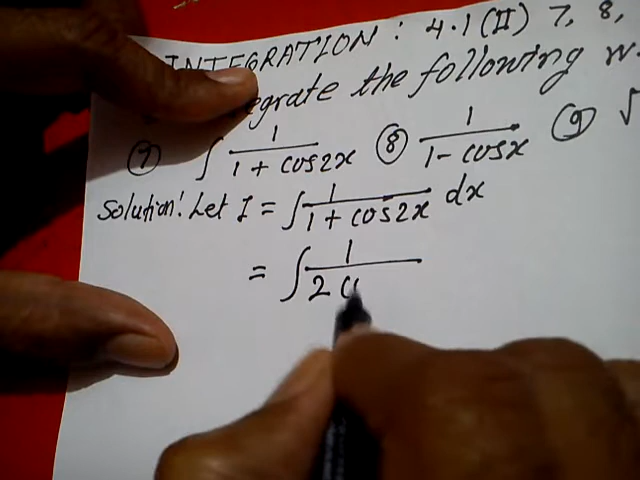 INTEGRATION : 4.1 (II) 7, 8,
the following
⑦ ∫ 1/(1 + cos2x) ⑧ 1/(1 - cosx) ⑨ √
Solution: Let I = ∫ 1/(1 + cos2x) dx
= ∫ 1/2 c